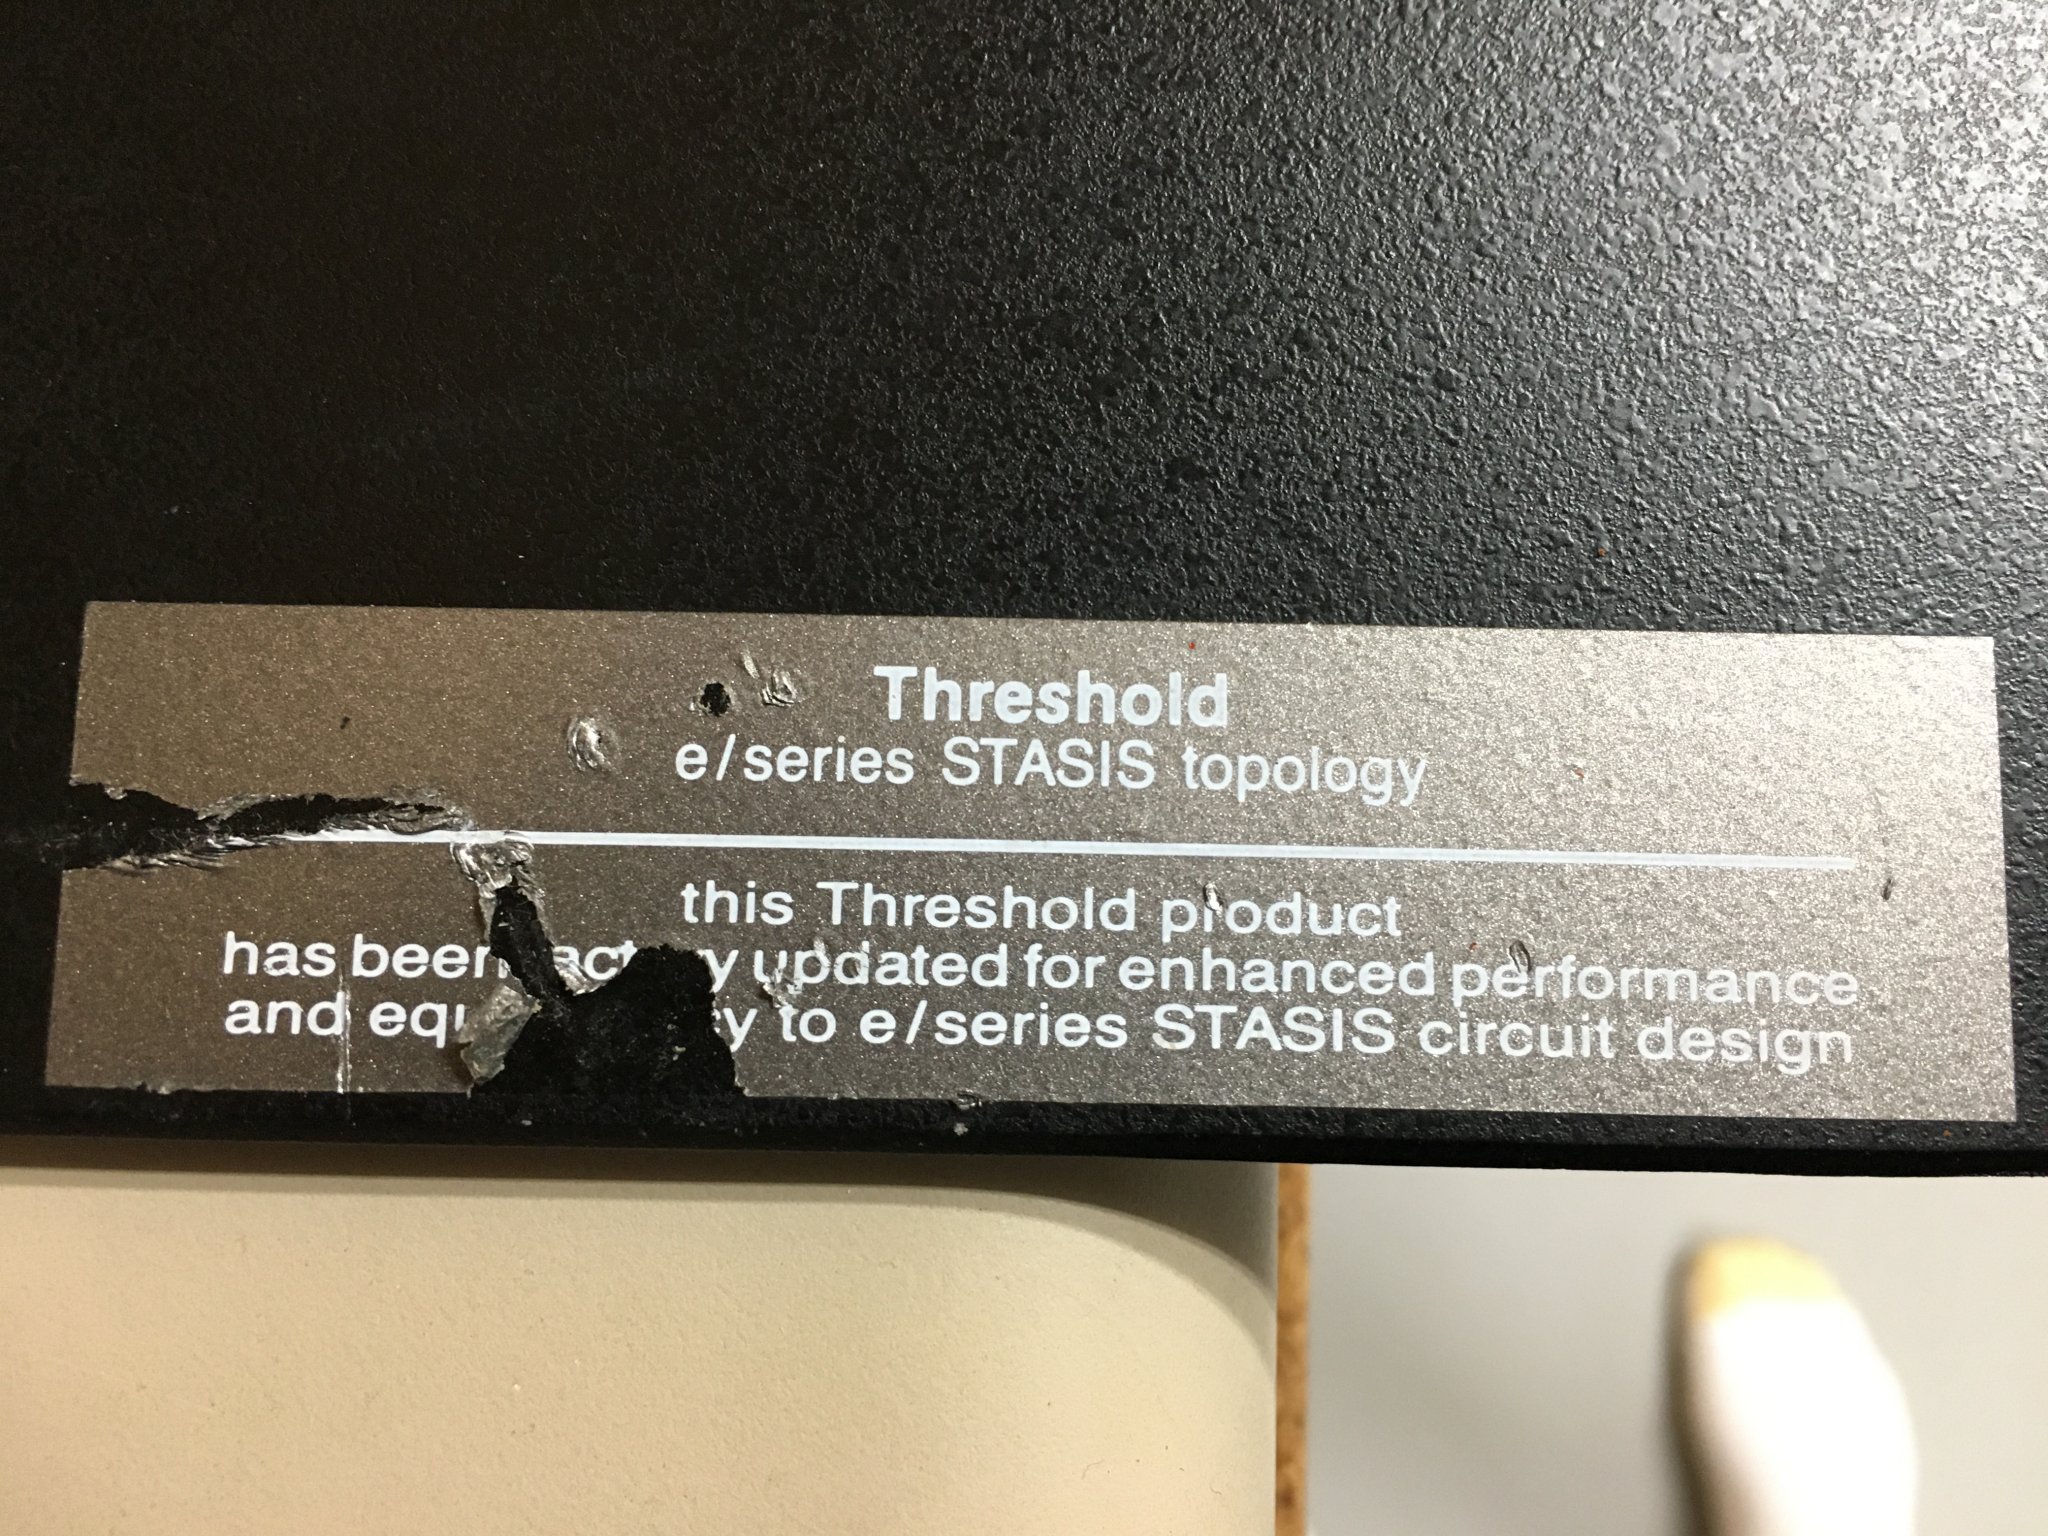 Threshold
e/series STASIS topology
this Threshold product
has been updated for enhanced performance
and to e/series STASIS circuit design